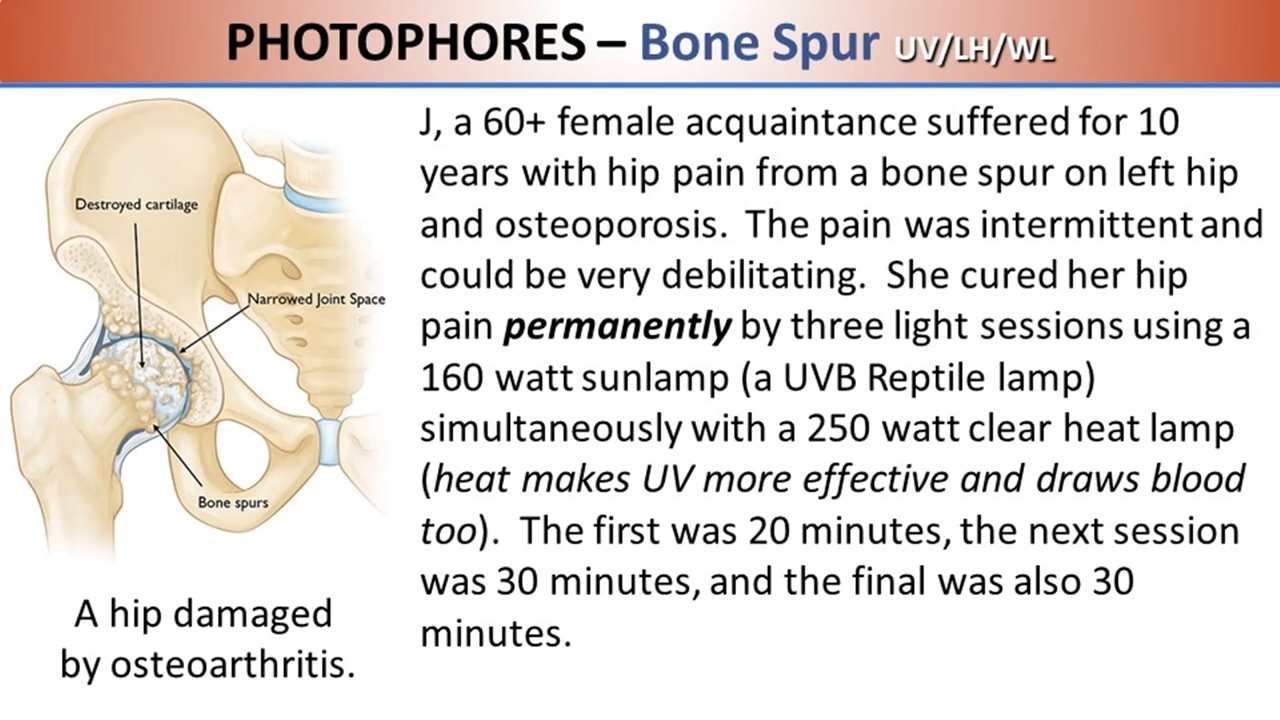 PHOTOPHORES – Bone Spur UV/LH/WL
Destroyed cartilage
Narrowed Joint Space
Bone spurs
A hip damaged
by osteoarthritis.
J, a 60+ female acquaintance suffered for 10
years with hip pain from a bone spur on left hip
and osteoporosis.  The pain was intermittent and
could be very debilitating.  She cured her hip
pain permanently by three light sessions using a
160 watt sunlamp (a UVB Reptile lamp)
simultaneously with a 250 watt clear heat lamp
(heat makes UV more effective and draws blood
too).  The first was 20 minutes, the next session
was 30 minutes, and the final was also 30
minutes.